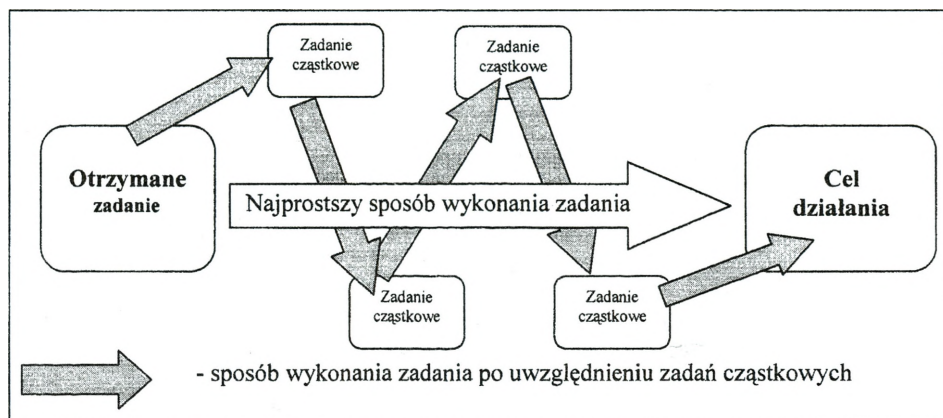 Zadanie
cząstkowe
Zadanie
cząstkowe
Otrzymane
zadanie
Najprostszy sposób wykonania zadania
Cel
działania
Zadanie
cząstkowe
Zadanie
cząstkowe
- sposób wykonania zadania po uwzględnieniu zadań cząstkowych